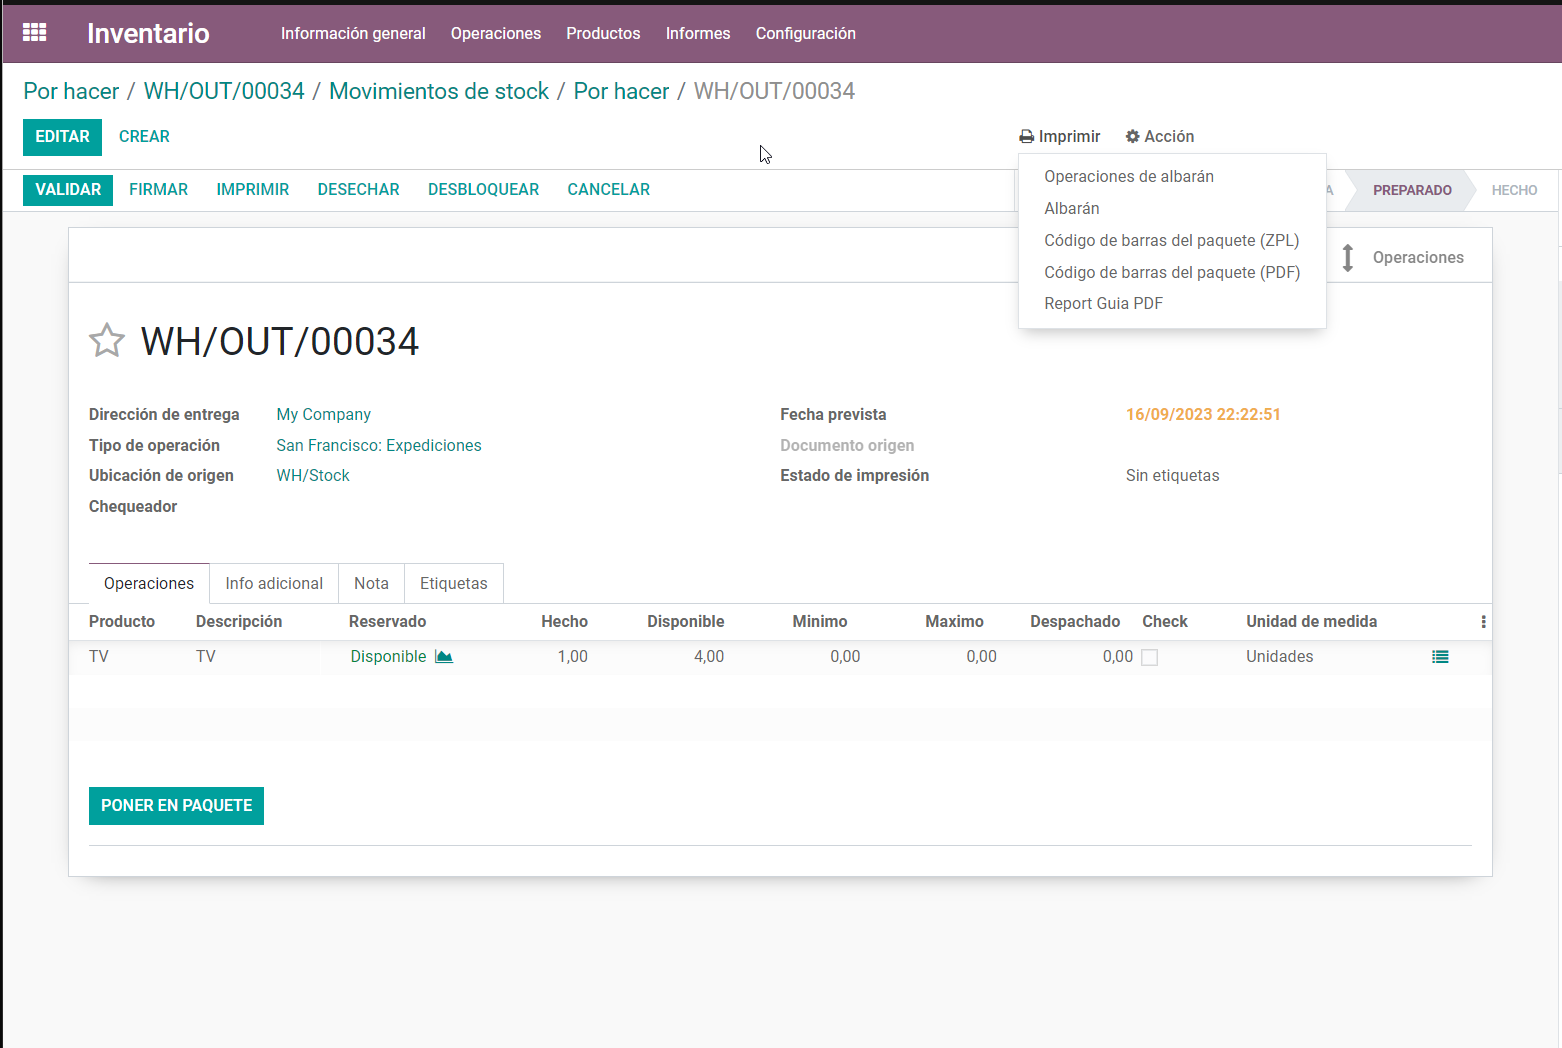 Inventario Información general Operaciones Productos Informes Configuración
Por hacer / WH/OUT/00034 / Movimientos de stock / Por hacer / WH/OUT/00034
EDITAR CREAR Imprimir Acción
VALIDAR FIRMAR IMPRIMIR DESECHAR DESBLOQUEAR CANCELAR A PREPARADO HECHO
Operaciones de albarán
Albarán
Código de barras del paquete (ZPL)
Código de barras del paquete (PDF)
Report Guia PDF
Operaciones
WH/OUT/00034
Dirección de entrega My Company Fecha prevista 16/09/2023 22:22:51
Tipo de operación San Francisco: Expediciones Documento origen
Ubicación de origen WH/Stock Estado de impresión Sin etiquetas
Chequeador
Operaciones Info adicional Nota Etiquetas
Producto Descripción Reservado Hecho Disponible Minimo Maximo Despachado Check Unidad de medida
TV TV Disponible 1,00 4,00 0,00 0,00 0,00 Unidades
PONER EN PAQUETE